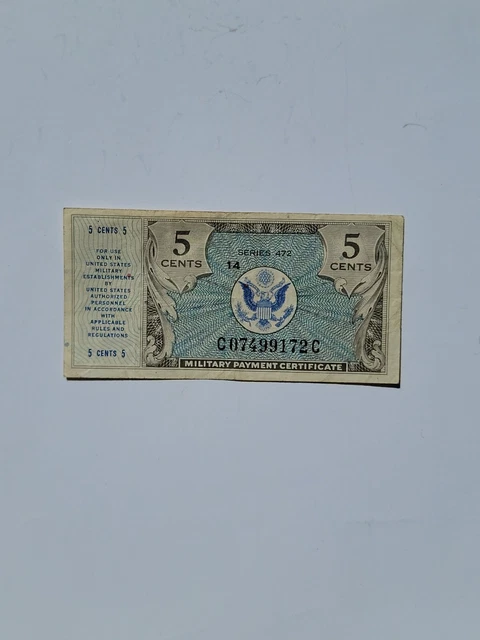 5 CENTS 5
FOR USE
ONLY IN
UNITED STATES
MILITARY
ESTABLISHMENTS
BY
UNITED STATES
AUTHORIZED
PERSONNEL
IN ACCORDANCE
WITH
APPLICABLE
RULES AND
REGULATIONS
5 CENTS 5
5
CENTS
SERIES 472
14
5
CENTS
C07499172C
MILITARY PAYMENT CERTIFICATE